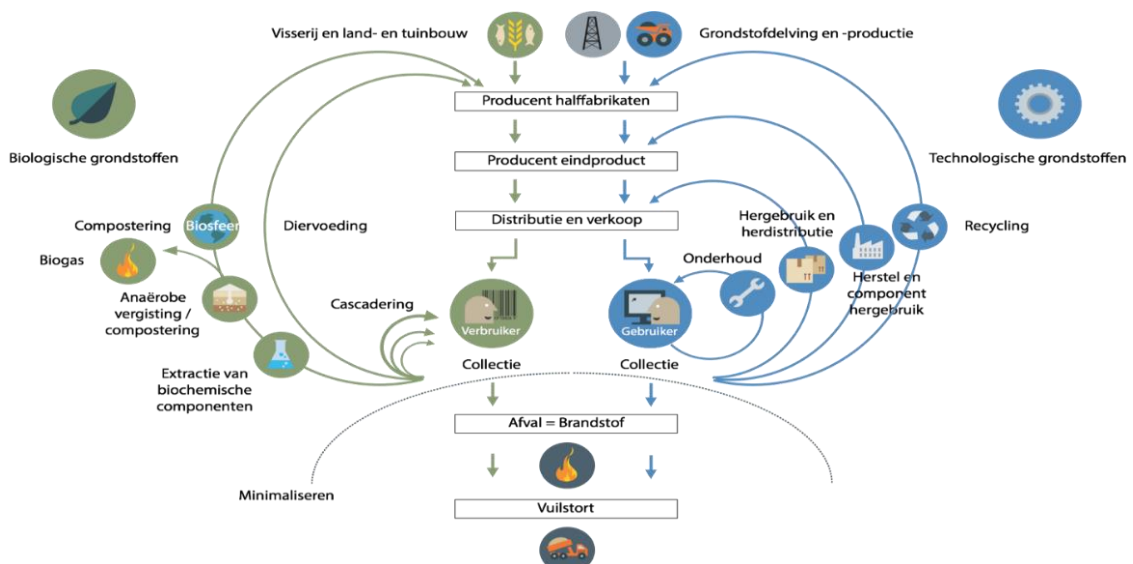 Visserij en land- en tuinbouw
Grondstofdelving en -productie
Producent halffabrikaten
Biologische grondstoffen
Technologische grondstoffen
Producent eindproduct
Distributie en verkoop
Compostering
Biosfeer
Diervoeding
Hergebruik en
herdistributie
Recycling
Biogas
Onderhoud
Anaërobe
vergisting /
compostering
Herstel en
component
hergebruik
Cascadering
Verbruiker
Gebruiker
Collectie
Collectie
Extractie van
biochemische
componenten
Afval = Brandstof
Minimaliseren
Vuilstort